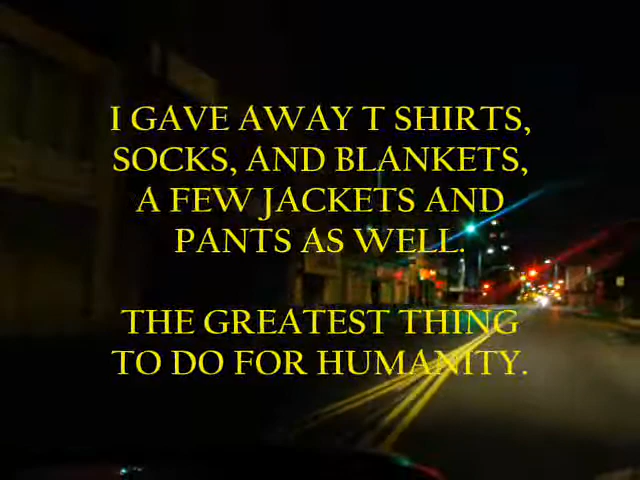 I GAVE AWAY T SHIRTS,
SOCKS, AND BLANKETS,
A FEW JACKETS AND
PANTS AS WELL.
THE GREATEST THING
TO DO FOR HUMANITY.